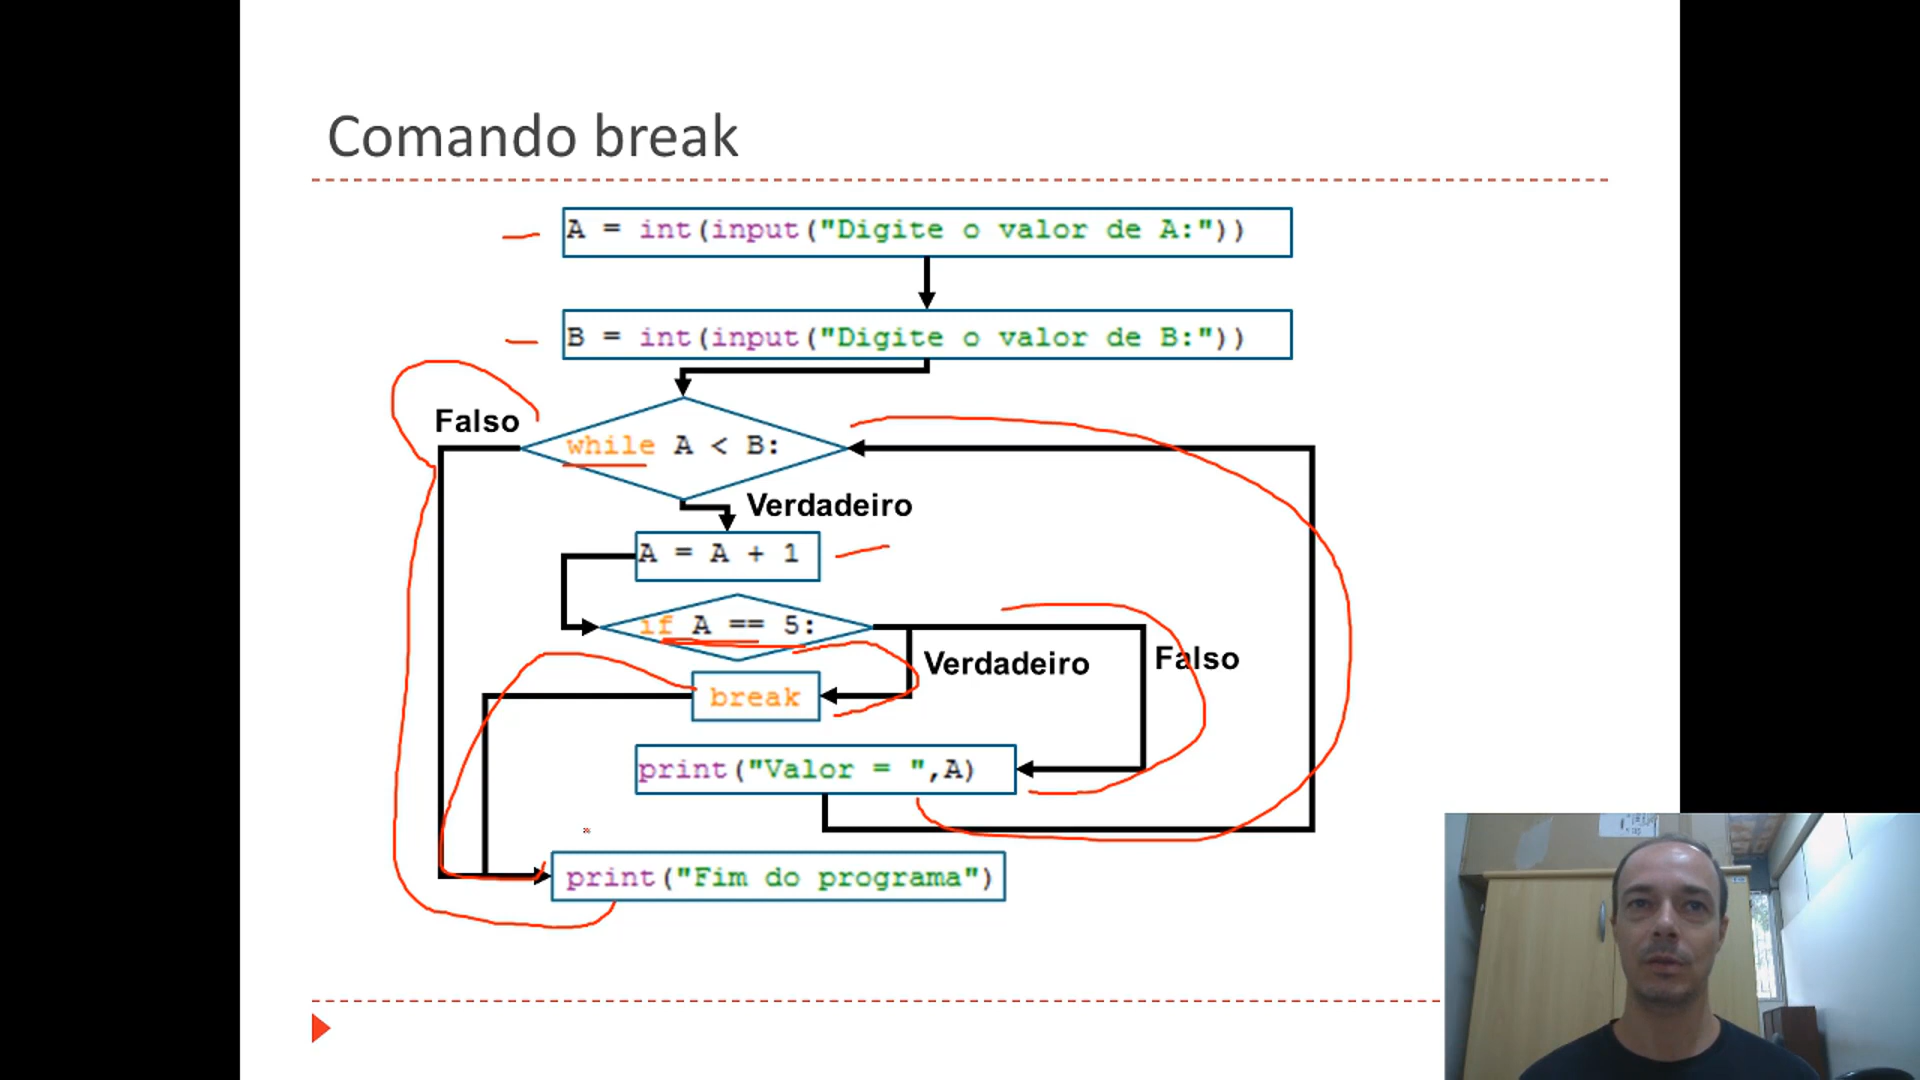 Comando break
A = int(input("Digite o valor de A:"))
B = int(input("Digite o valor de B:"))
Falso
while A < B:
Verdadeiro
A = A + 1
if A == 5:
Verdadeiro
Falso
break
print("Valor = ",A)
print("Fim do programa")